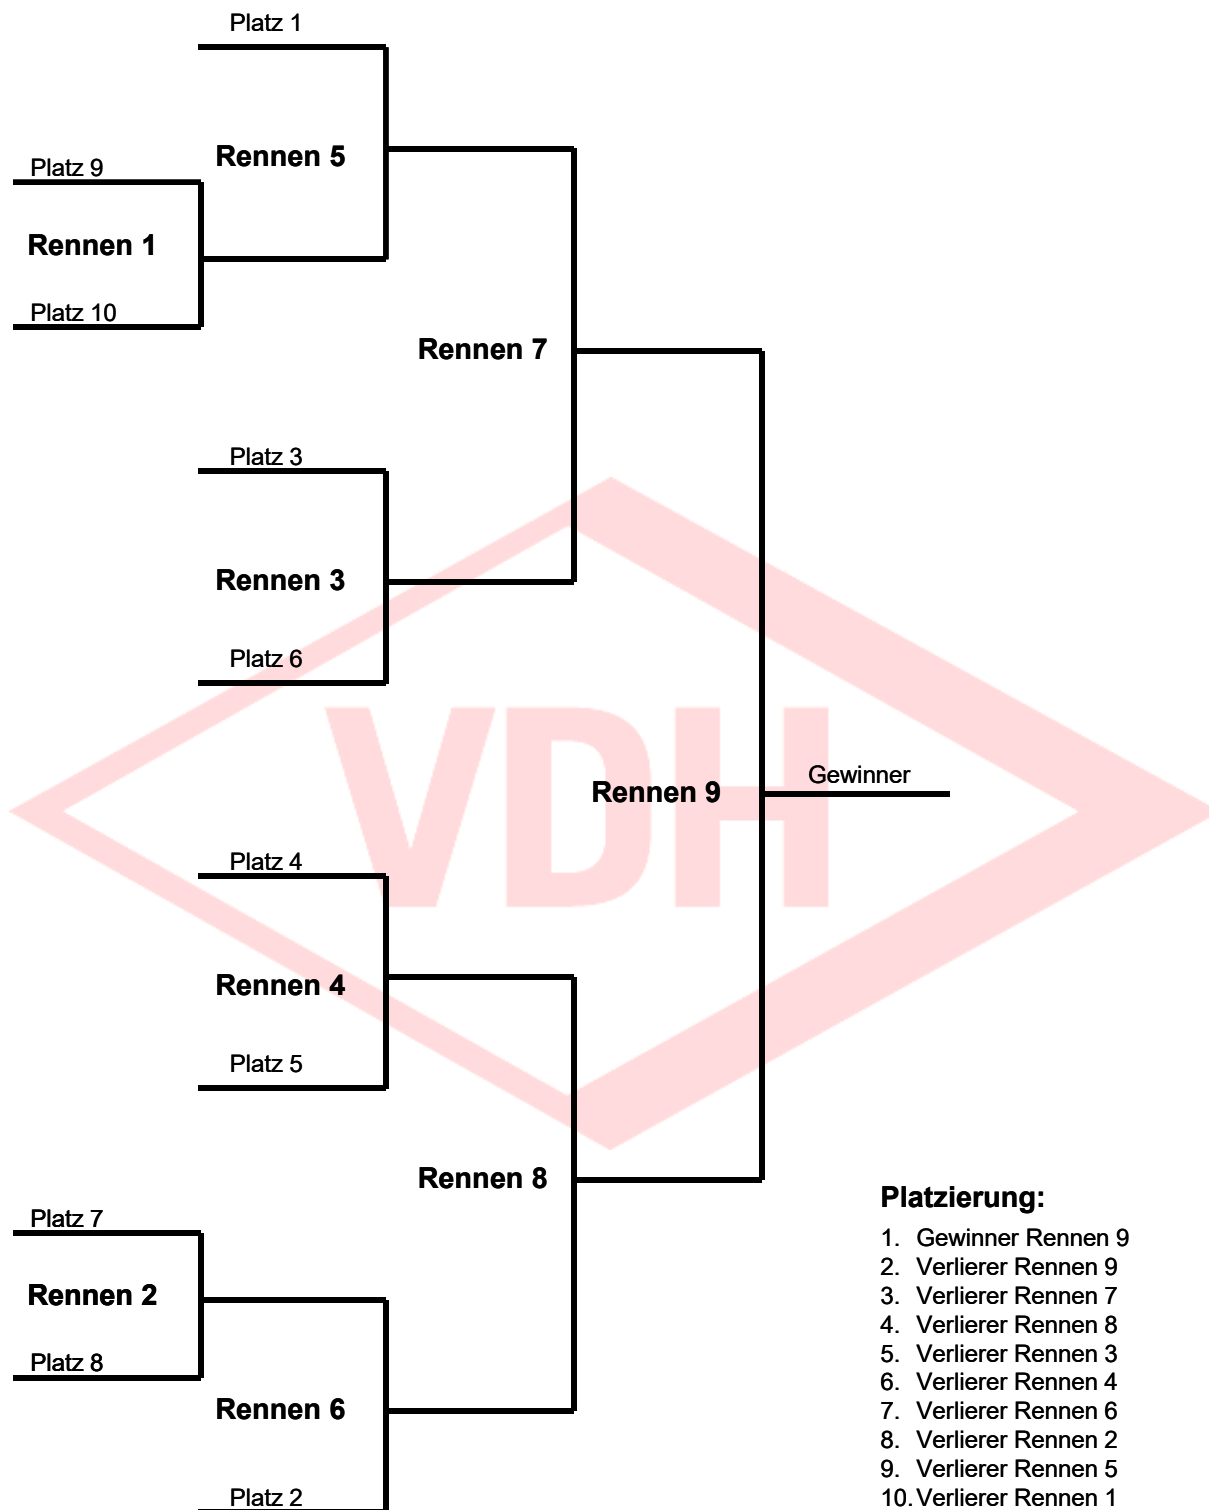 Platz 1
Rennen 5
Platz 9
Rennen 1
Platz 10
Rennen 7
Platz 3
Rennen 3
Platz 6
VDH
Gewinner
Rennen 9
Platz 4
Rennen 4
Platz 5
Rennen 8
Platz 7
Rennen 2
Platz 8
Rennen 6
Platz 2
Platzierung:
1. Gewinner Rennen 9
2. Verlierer Rennen 9
3. Verlierer Rennen 7
4. Verlierer Rennen 8
5. Verlierer Rennen 3
6. Verlierer Rennen 4
7. Verlierer Rennen 6
8. Verlierer Rennen 2
9. Verlierer Rennen 5
10. Verlierer Rennen 1